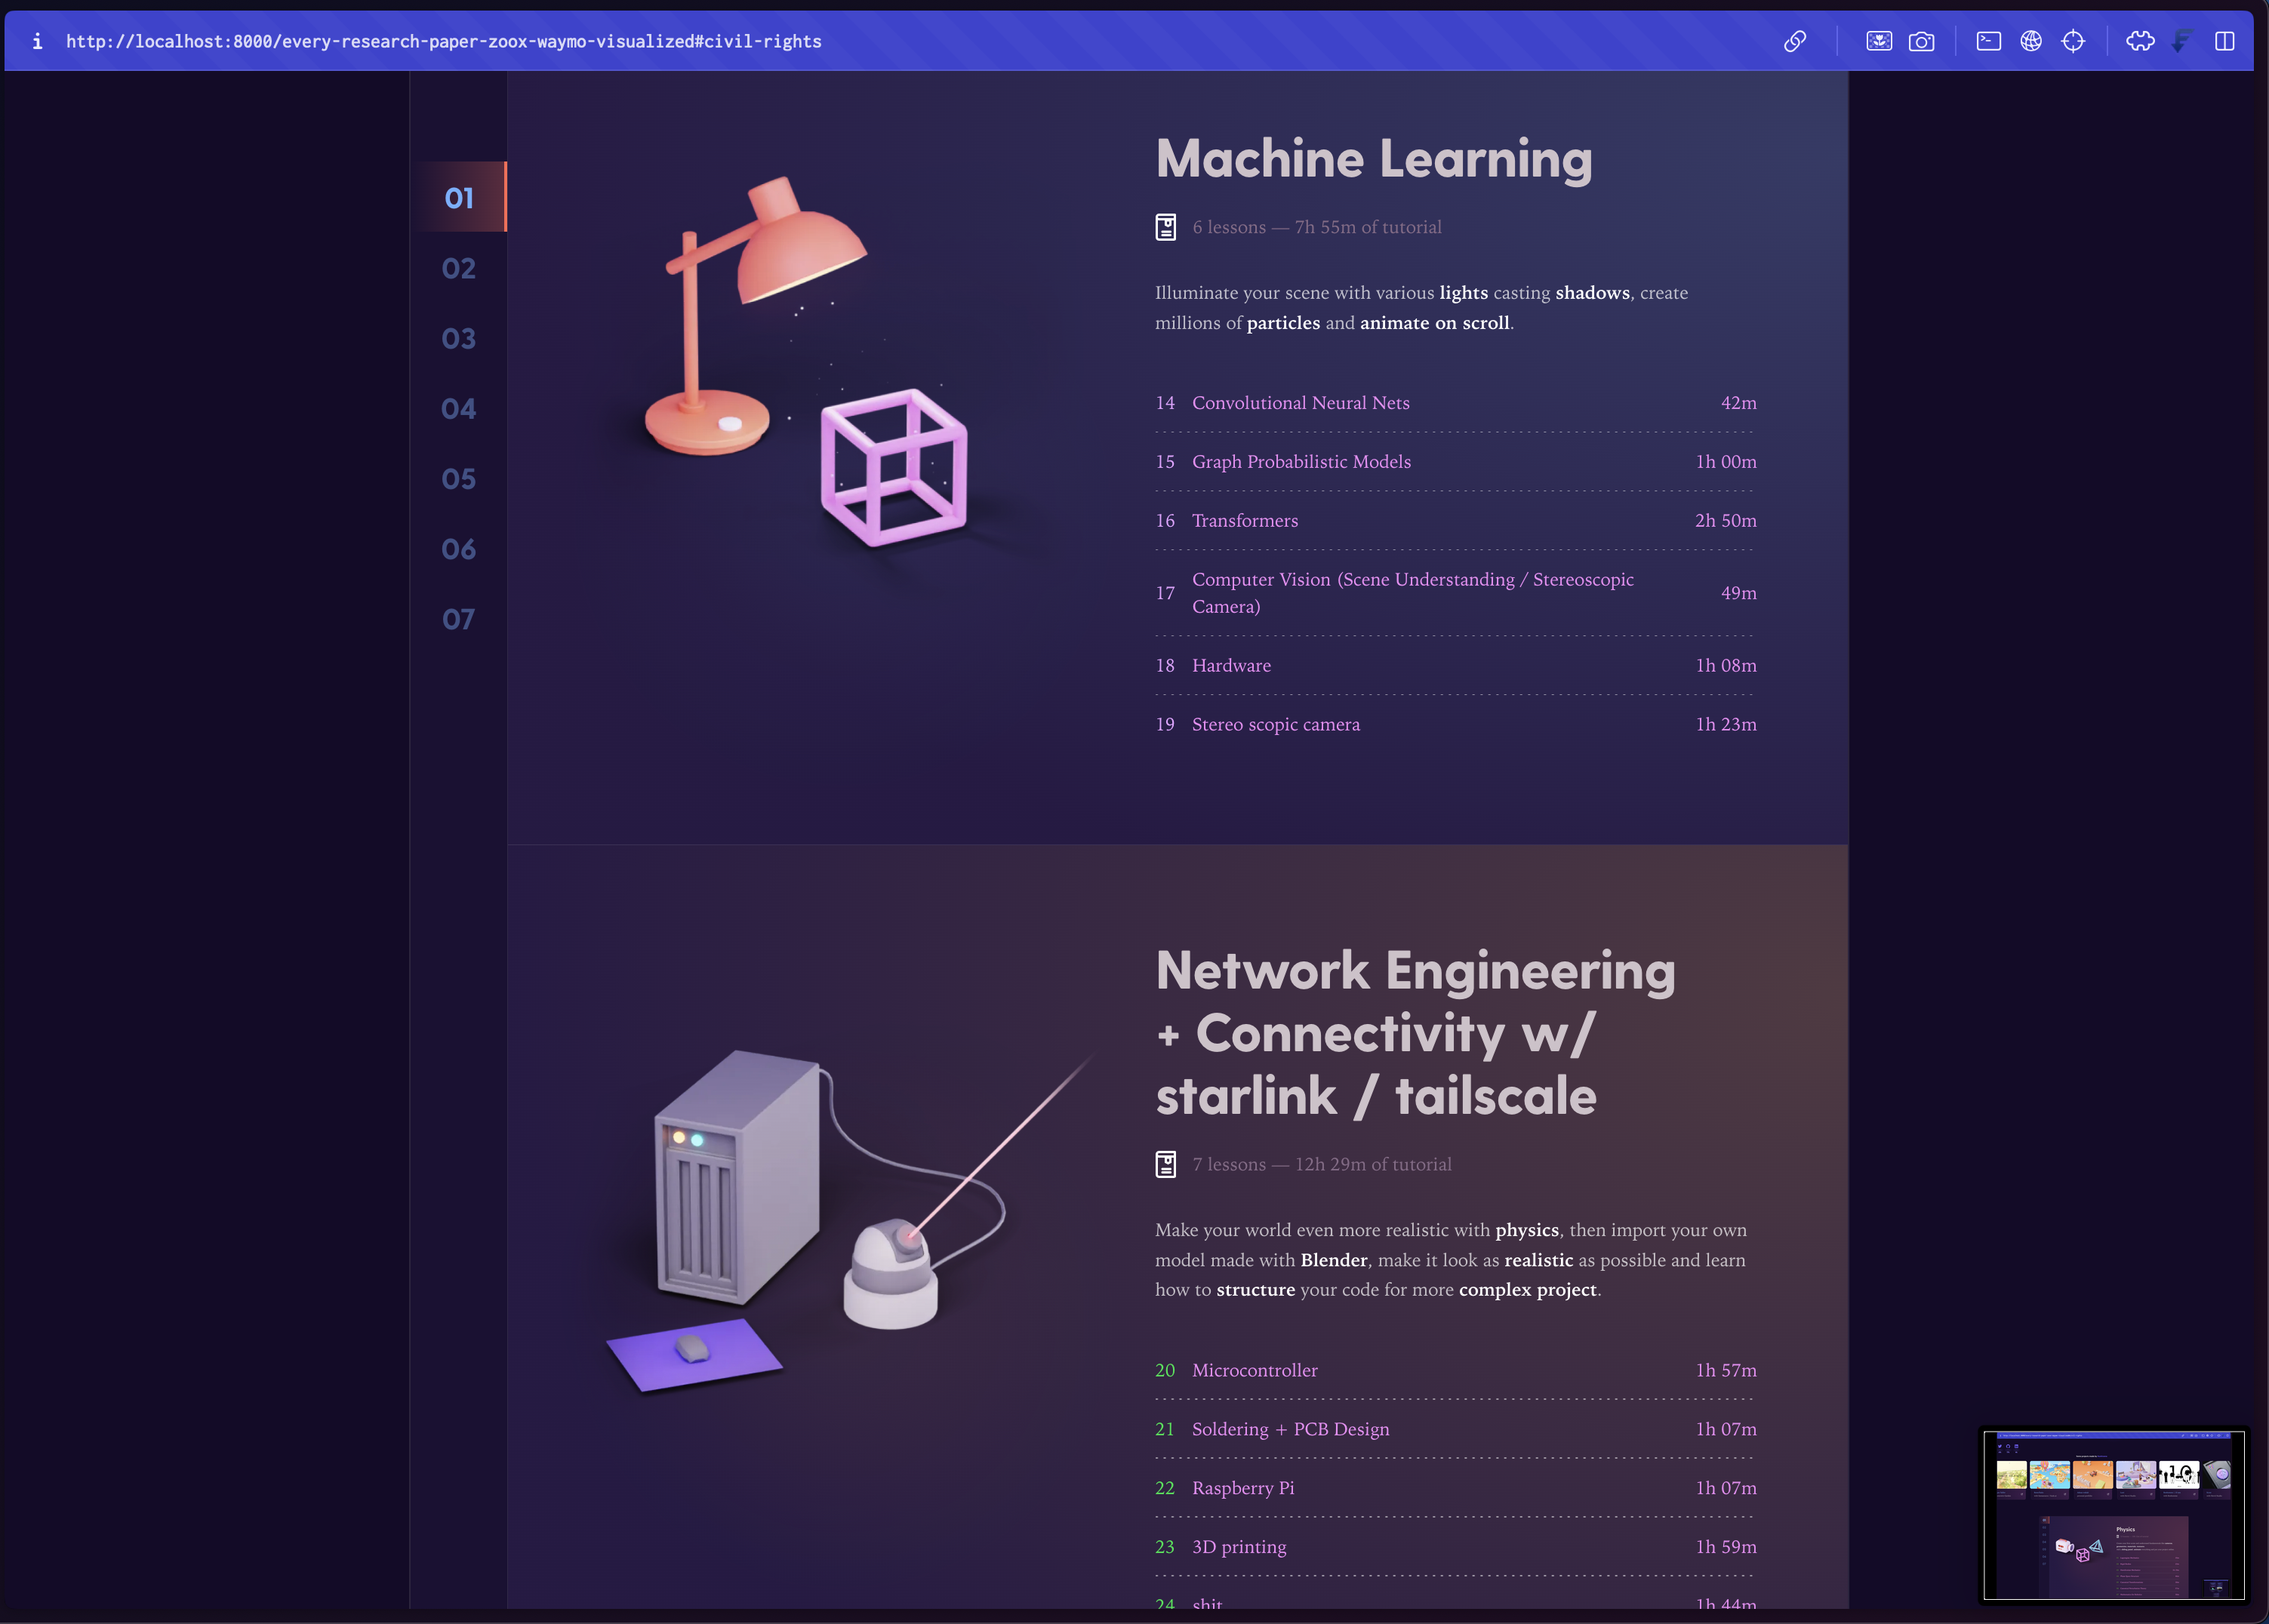 i http://localhost:8000/every-research-paper-zoox-waymo-visualized#civil-rights
01
02
03
04
05
06
07
Machine Learning
6 lessons — 7h 55m of tutorial
Illuminate your scene with various lights casting shadows, create
millions of particles and animate on scroll.
14 Convolutional Neural Nets 42m
15 Graph Probabilistic Models 1h 00m
16 Transformers 2h 50m
17 Computer Vision (Scene Understanding / Stereoscopic
Camera) 49m
18 Hardware 1h 08m
19 Stereo scopic camera 1h 23m
Network Engineering
+ Connectivity w/
starlink / tailscale
7 lessons — 12h 29m of tutorial
Make your world even more realistic with physics, then import your own
model made with Blender, make it look as realistic as possible and learn
how to structure your code for more complex project.
20 Microcontroller 1h 57m
21 Soldering + PCB Design 1h 07m
22 Raspberry Pi 1h 07m
23 3D printing 1h 59m
24 shit 1h 44m
Physics